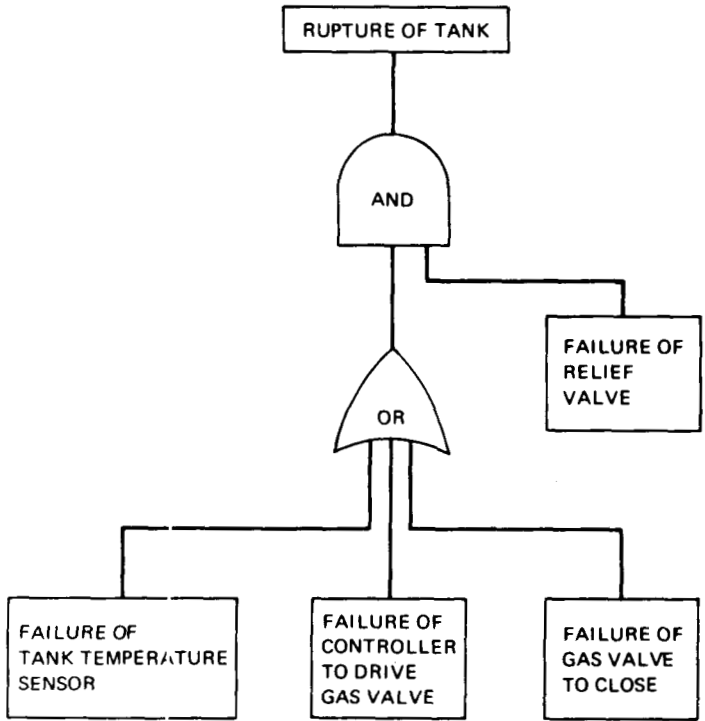 RUPTURE OF TANK
AND
FAILURE OF
RELIEF
VALVE
OR
FAILURE OF
TANK TEMPERATURE
SENSOR
FAILURE OF
CONTROLLER
TO DRIVE
GAS VALVE
FAILURE OF
GAS VALVE
TO CLOSE